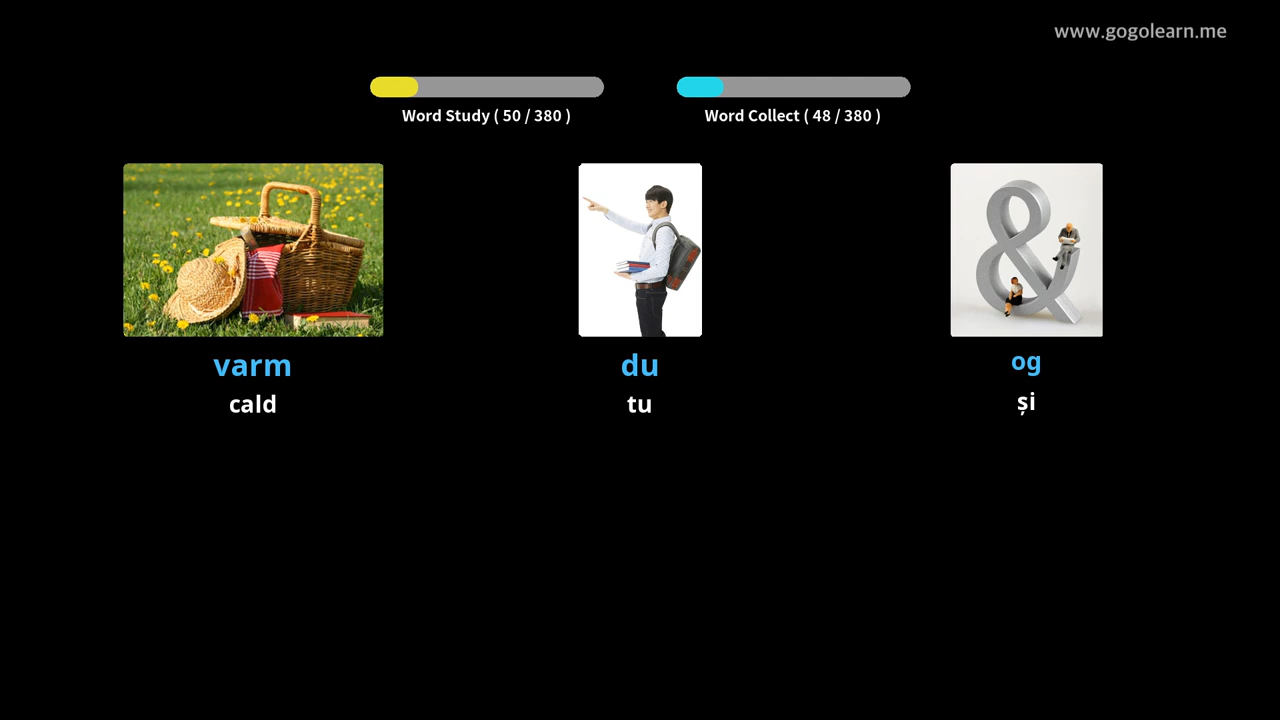 www.gogolearn.me
Word Study ( 50 / 380 )
Word Collect ( 48 / 380 )
varm
cald
du
tu
og
și